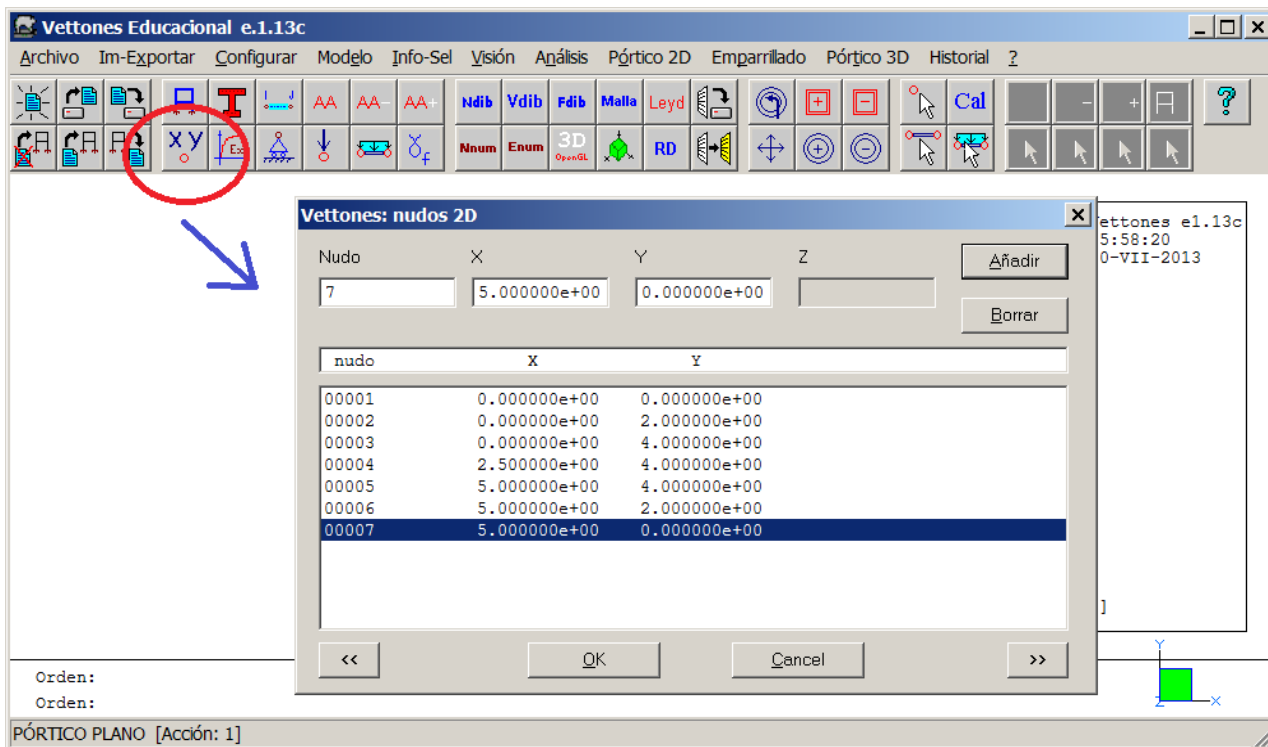 Vettones Educacional e.1.13c
Archivo Im-Exportar Configurar Modelo Info-Sel Visión Análisis Pórtico 2D Emparrillado Pórtico 3D Historial ?
AA AA- AA+ Ndib Vdib Fdib Malla Leyd Cal
XY Ex γf Nnum Enum 3D OpenGL RD
Vettones: nudos 2D
ettones e1.13c
5:58:20
0-VII-2013
Nudo X Y Z Añadir
7 5.000000e+00 0.000000e+00
Borrar
nudo X Y
00001 0.000000e+00 0.000000e+00
00002 0.000000e+00 2.000000e+00
00003 0.000000e+00 4.000000e+00
00004 2.500000e+00 4.000000e+00
00005 5.000000e+00 4.000000e+00
00006 5.000000e+00 2.000000e+00
00007 5.000000e+00 0.000000e+00
]
<< OK Cancel >>
Orden:
Orden:
Y
Z X
PÓRTICO PLANO [Acción: 1]